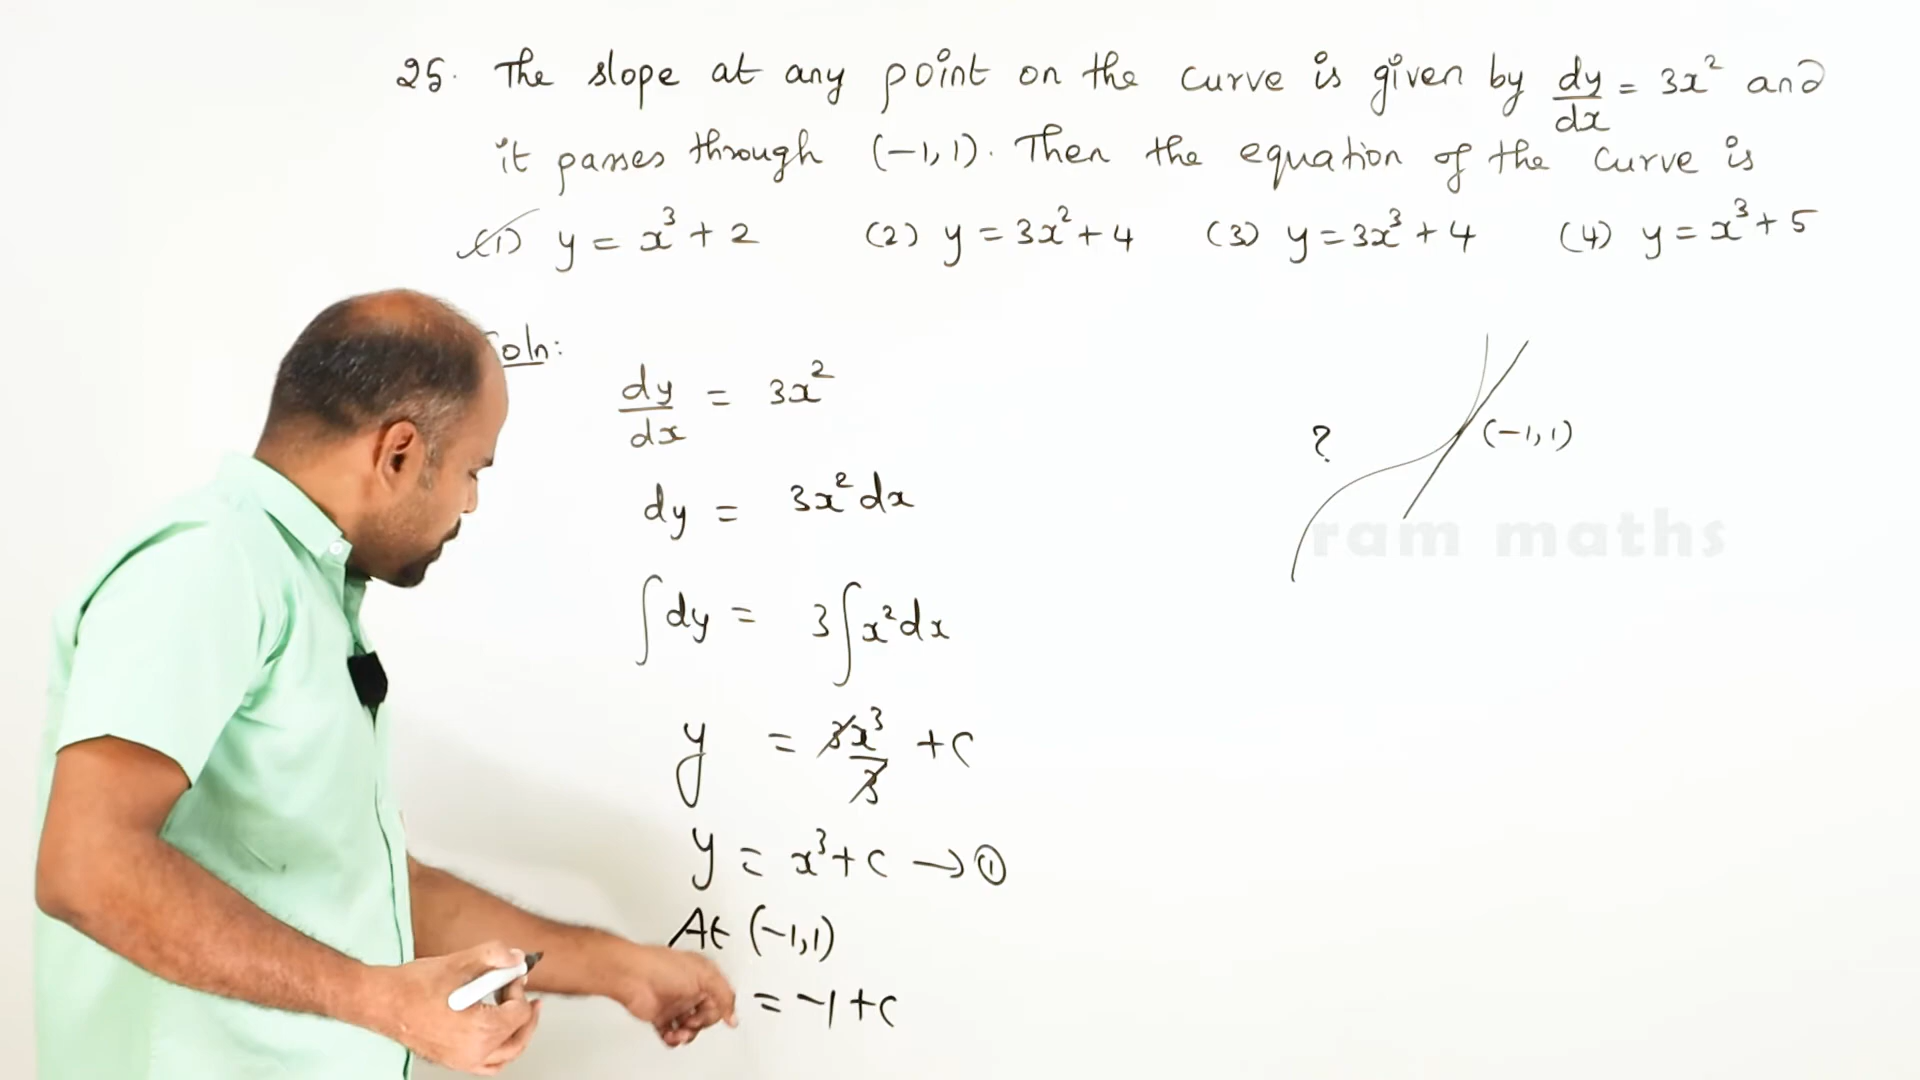 25. The slope at any point on the curve is given by dy/dx = 3x² and
it passes through (-1, 1). Then the equation of the curve is
(1) y = x³ + 2 (2) y = 3x² + 4 (3) y = 3x³ + 4 (4) y = x³ + 5
oln:
dy/dx = 3x²
dy = 3x² dx
∫dy = 3∫x² dx
y = 3x³/3 + c
y = x³ + c → ①
At (-1, 1)
= -1 + c
?
(-1, 1)
ram maths